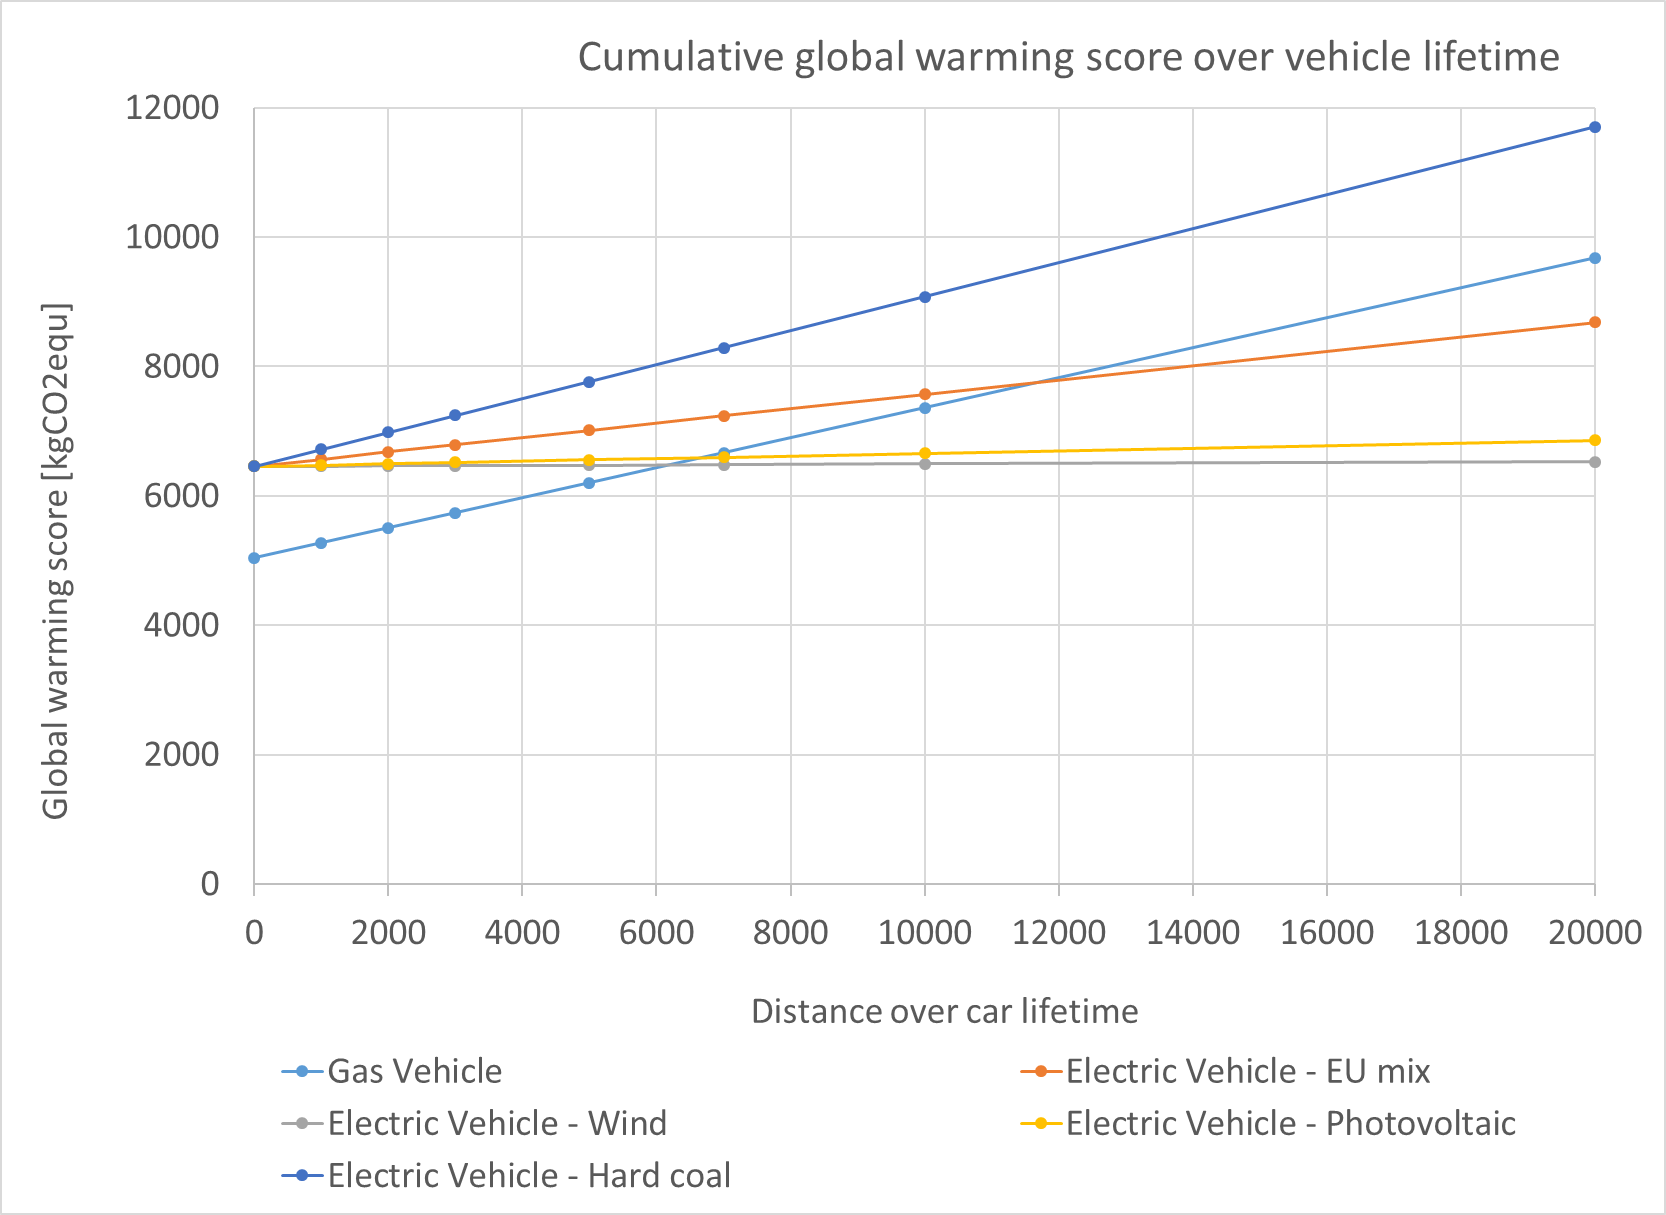 Cumulative global warming score over vehicle lifetime
12000
10000
8000
6000
4000
2000
0
Global warming score [kgCO2equ]
0 2000 4000 6000 8000 10000 12000 14000 16000 18000 20000
Distance over car lifetime
Gas Vehicle
Electric Vehicle - EU mix
Electric Vehicle - Wind
Electric Vehicle - Photovoltaic
Electric Vehicle - Hard coal